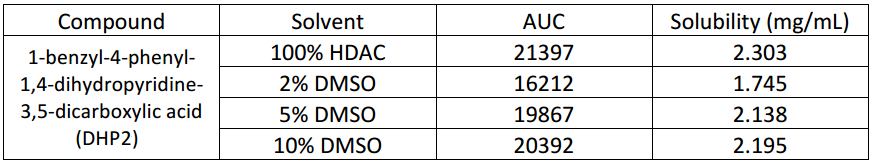 Compound Solvent AUC Solubility (mg/mL)
1-benzyl-4-phenyl-
1,4-dihydropyridine-
3,5-dicarboxylic acid
(DHP2)
100% HDAC 21397 2.303
2% DMSO 16212 1.745
5% DMSO 19867 2.138
10% DMSO 20392 2.195